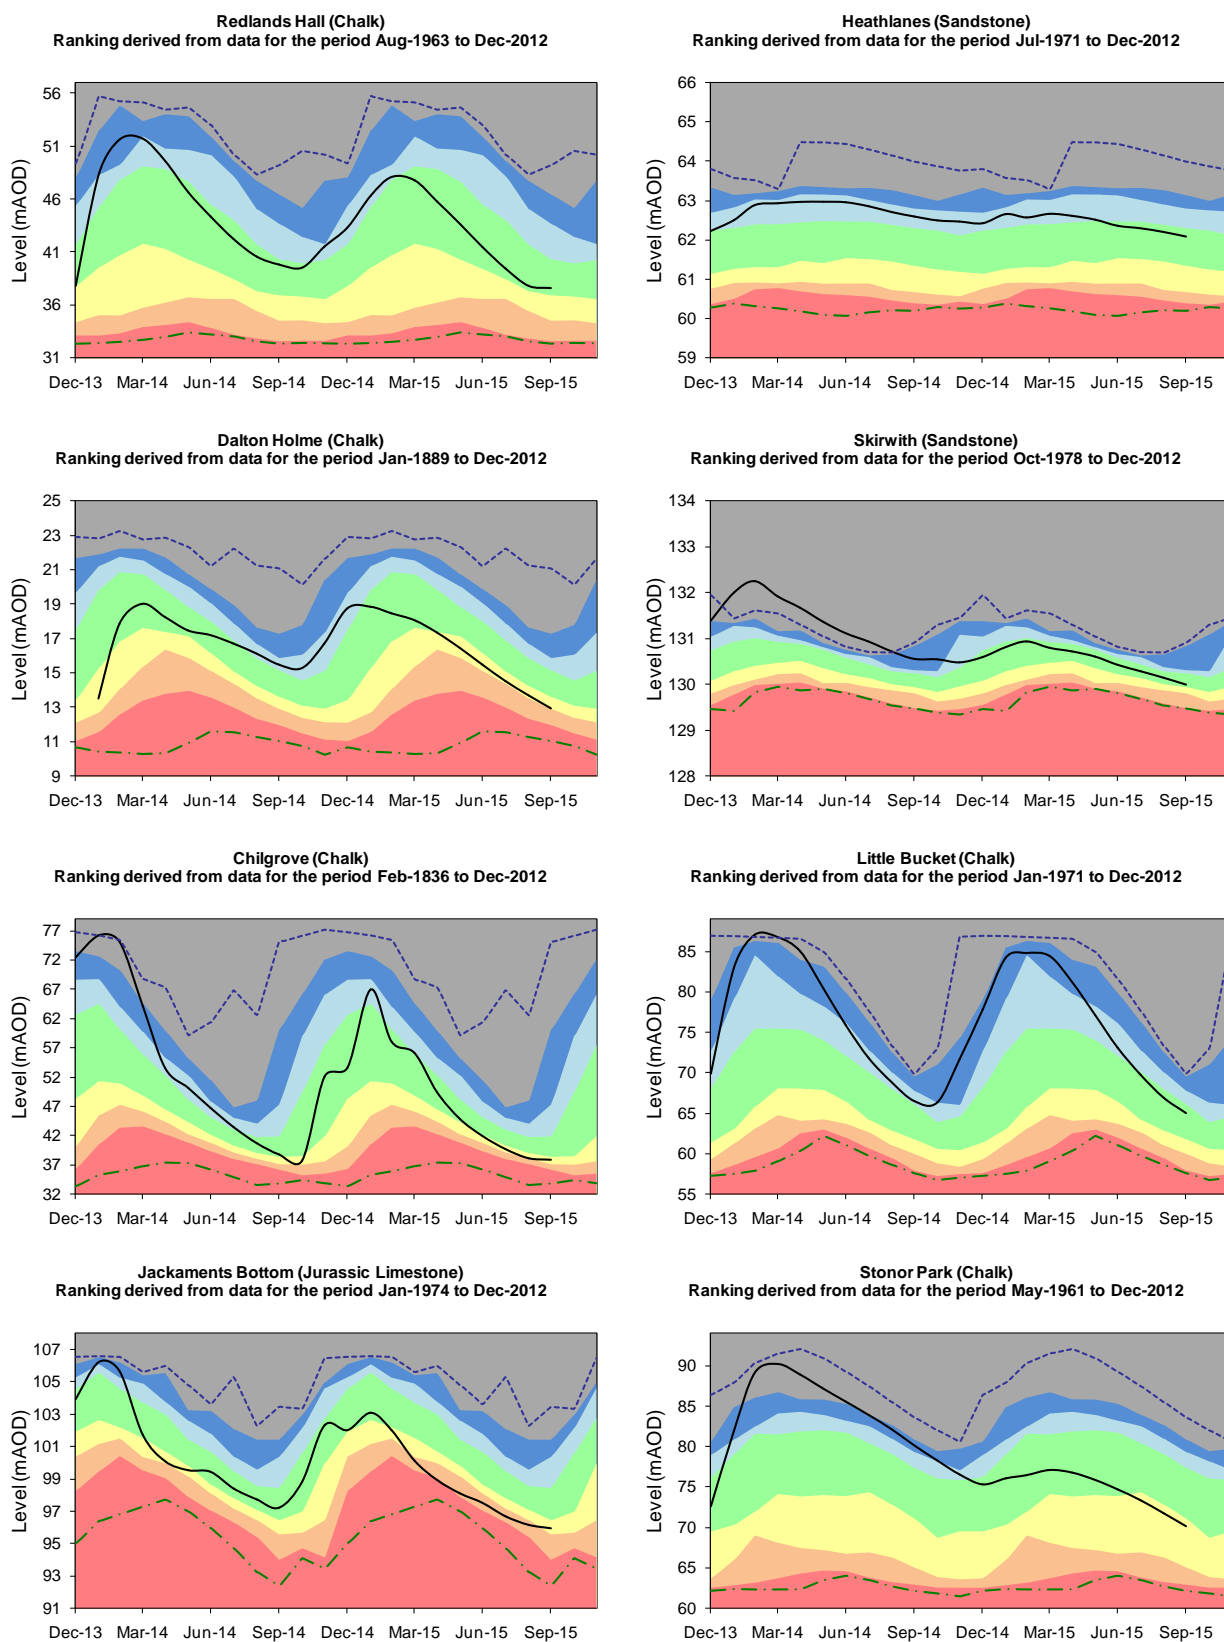 Redlands Hall (Chalk)
Ranking derived from data for the period Aug-1963 to Dec-2012
Level (mAOD)
56
51
46
41
36
31
Dec-13 Mar-14 Jun-14 Sep-14 Dec-14 Mar-15 Jun-15 Sep-15
Heathlanes (Sandstone)
Ranking derived from data for the period Jul-1971 to Dec-2012
Level (mAOD)
66
65
64
63
62
61
60
59
Dec-13 Mar-14 Jun-14 Sep-14 Dec-14 Mar-15 Jun-15 Sep-15
Dalton Holme (Chalk)
Ranking derived from data for the period Jan-1889 to Dec-2012
Level (mAOD)
25
23
21
19
17
15
13
11
9
Dec-13 Mar-14 Jun-14 Sep-14 Dec-14 Mar-15 Jun-15 Sep-15
Skirwith (Sandstone)
Ranking derived from data for the period Oct-1978 to Dec-2012
Level (mAOD)
134
133
132
131
130
129
128
Dec-13 Mar-14 Jun-14 Sep-14 Dec-14 Mar-15 Jun-15 Sep-15
Chilgrove (Chalk)
Ranking derived from data for the period Feb-1836 to Dec-2012
Level (mAOD)
77
72
67
62
57
52
47
42
37
32
Dec-13 Mar-14 Jun-14 Sep-14 Dec-14 Mar-15 Jun-15 Sep-15
Little Bucket (Chalk)
Ranking derived from data for the period Jan-1971 to Dec-2012
Level (mAOD)
85
80
75
70
65
60
55
Dec-13 Mar-14 Jun-14 Sep-14 Dec-14 Mar-15 Jun-15 Sep-15
Jackaments Bottom (Jurassic Limestone)
Ranking derived from data for the period Jan-1974 to Dec-2012
Level (mAOD)
107
105
103
101
99
97
95
93
91
Dec-13 Mar-14 Jun-14 Sep-14 Dec-14 Mar-15 Jun-15 Sep-15
Stonor Park (Chalk)
Ranking derived from data for the period May-1961 to Dec-2012
Level (mAOD)
90
85
80
75
70
65
60
Dec-13 Mar-14 Jun-14 Sep-14 Dec-14 Mar-15 Jun-15 Sep-15